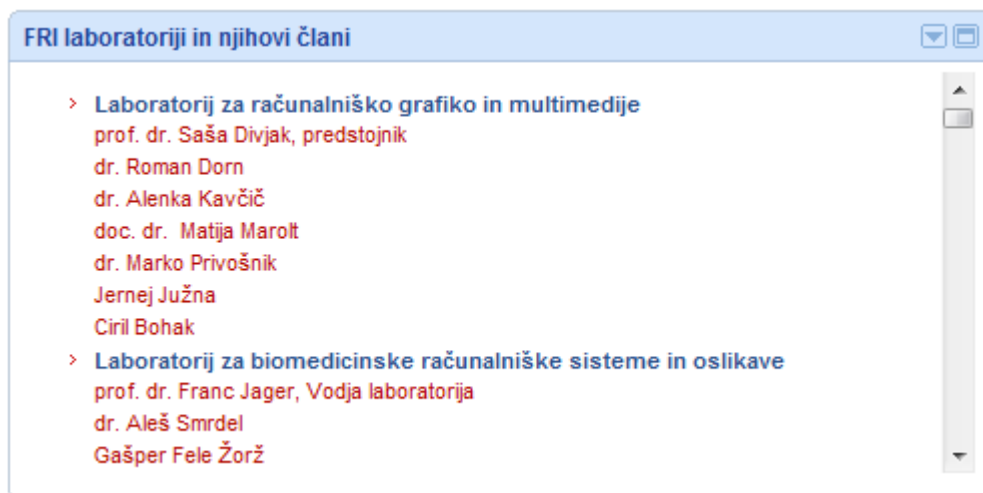 FRI laboratoriji in njihovi člani
Laboratorij za računalniško grafiko in multimedije
prof. dr. Saša Divjak, predstojnik
dr. Roman Dorn
dr. Alenka Kavčič
doc. dr. Matija Marolt
dr. Marko Privošnik
Jernej Južna
Ciril Bohak
Laboratorij za biomedicinske računalniške sisteme in oslikave
prof. dr. Franc Jager, Vodja laboratorija
dr. Aleš Smrdel
Gašper Fele Žorž